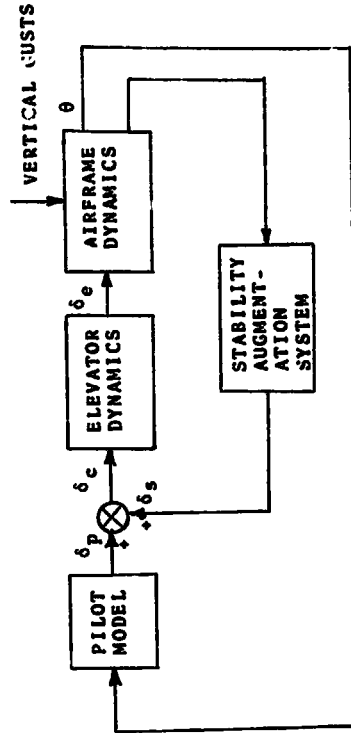 VERTICAL GUSTS
PILOT
MODEL
δp
+
δc
+
δs
ELEVATOR
DYNAMICS
δe
AIRFRAME
DYNAMICS
θ
STABILITY
AUGMENT-
ATION
SYSTEM